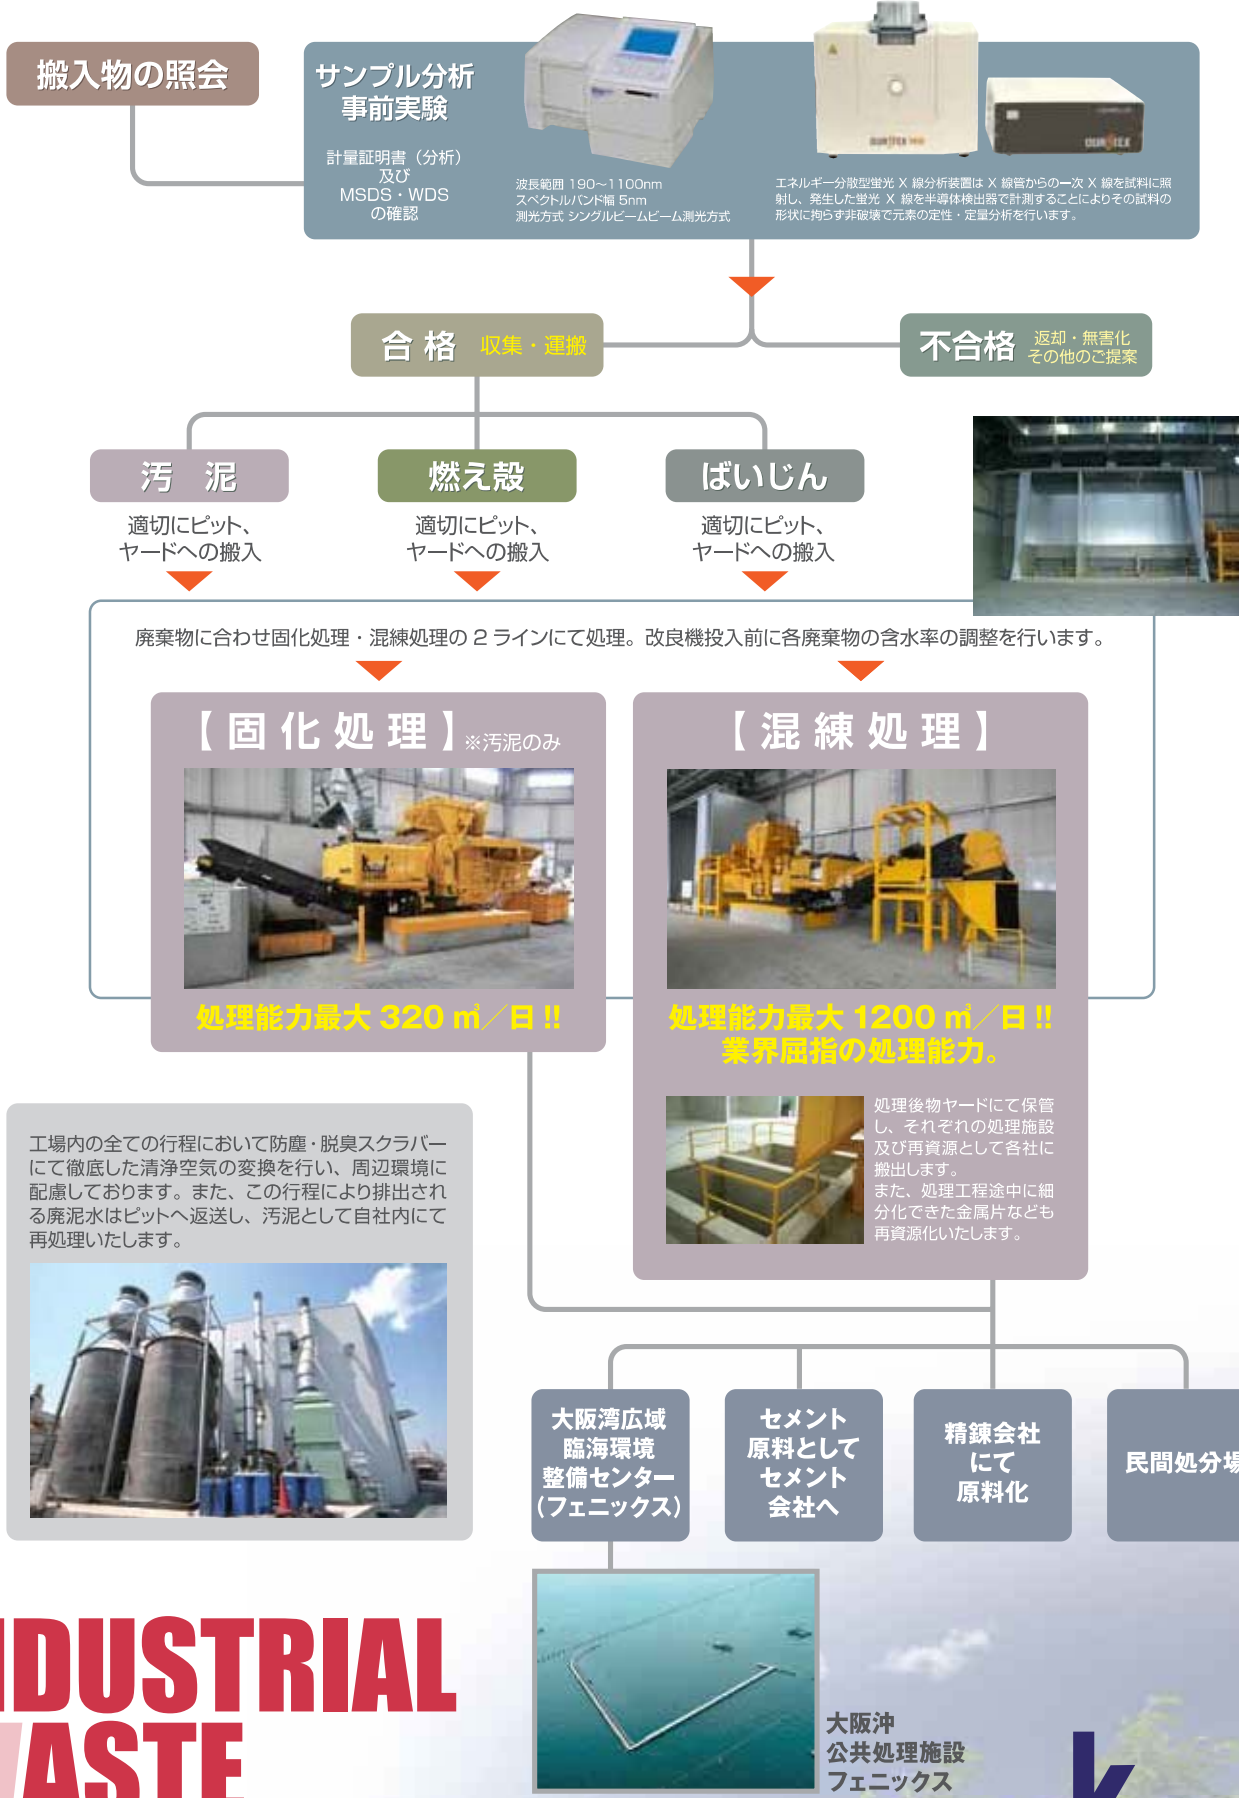 搬入物の照会
サンプル分析
事前実験
計量証明書（分析）
及び
MSDS・WDS
の確認
波長範囲 190～1100nm
スペクトルバンド幅 5nm
測光方式 シングルビームビーム測光方式
エネルギー分散型蛍光 X 線分析装置は X 線管からの一次 X 線を試料に照
射し、発生した蛍光 X 線を半導体検出器で計測することによりその試料の
形状に拘らず非破壊で元素の定性・定量分析を行います。
合 格 収集・運搬
不合格 返却・無害化
その他のご提案
汚 泥
燃え殻
ばいじん
適切にピット、
ヤードへの搬入
適切にピット、
ヤードへの搬入
適切にピット、
ヤードへの搬入
廃棄物に合わせ固化処理・混練処理の 2 ラインにて処理。改良機投入前に各廃棄物の含水率の調整を行います。
【固化処理】※汚泥のみ
処理能力最大 320 ㎥／日 !!
【混練処理】
処理能力最大 1200 ㎥／日 !!
業界屈指の処理能力。
処理後物ヤードにて保管
し、それぞれの処理施設
及び再資源として各社に
搬出します。
また、処理工程途中に細
分化できた金属片なども
再資源化いたします。
工場内の全ての行程において防塵・脱臭スクラバー
にて徹底した清浄空気の変換を行い、周辺環境に
配慮しております。また、この行程により排出され
る廃泥水はピットへ返送し、汚泥として自社内にて
再処理いたします。
大阪湾広域
臨海環境
整備センター
(フェニックス)
セメント
原料として
セメント
会社へ
精錬会社
にて
原料化
民間処分場
大阪沖
公共処理施設
フェニックス
NDUSTRIAL
WASTE
k